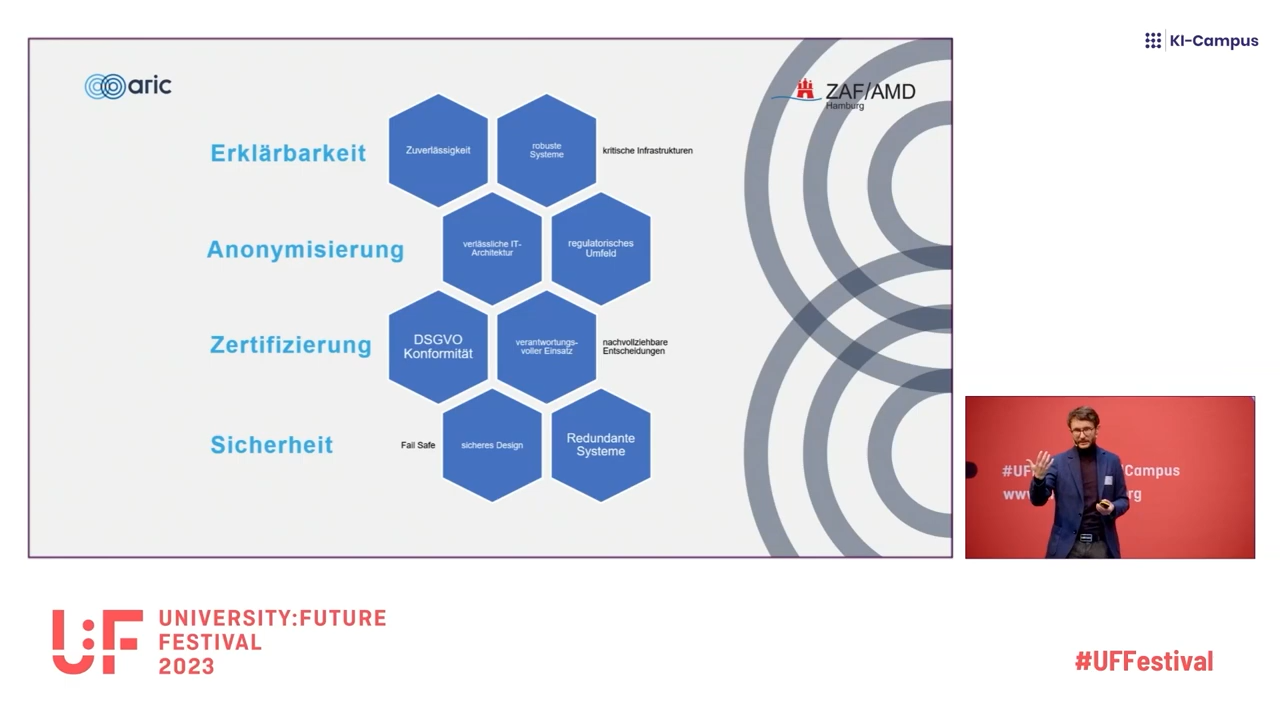 KI-Campus
aric
ZAF/AMD
Hamburg
Erklärbarkeit
Zuverlässigkeit
robuste
Systeme
kritische Infrastrukturen
Anonymisierung
verlässliche IT-
Architektur
regulatorisches
Umfeld
Zertifizierung
DSGVO
Konformität
verantwortungs-
voller Einsatz
nachvollziehbare
Entscheidungen
Sicherheit
Fail Safe
sicheres Design
Redundante
Systeme
#UF
Campus
www
rg
U:F
UNIVERSITY:FUTURE
FESTIVAL
2023
#UFFestival